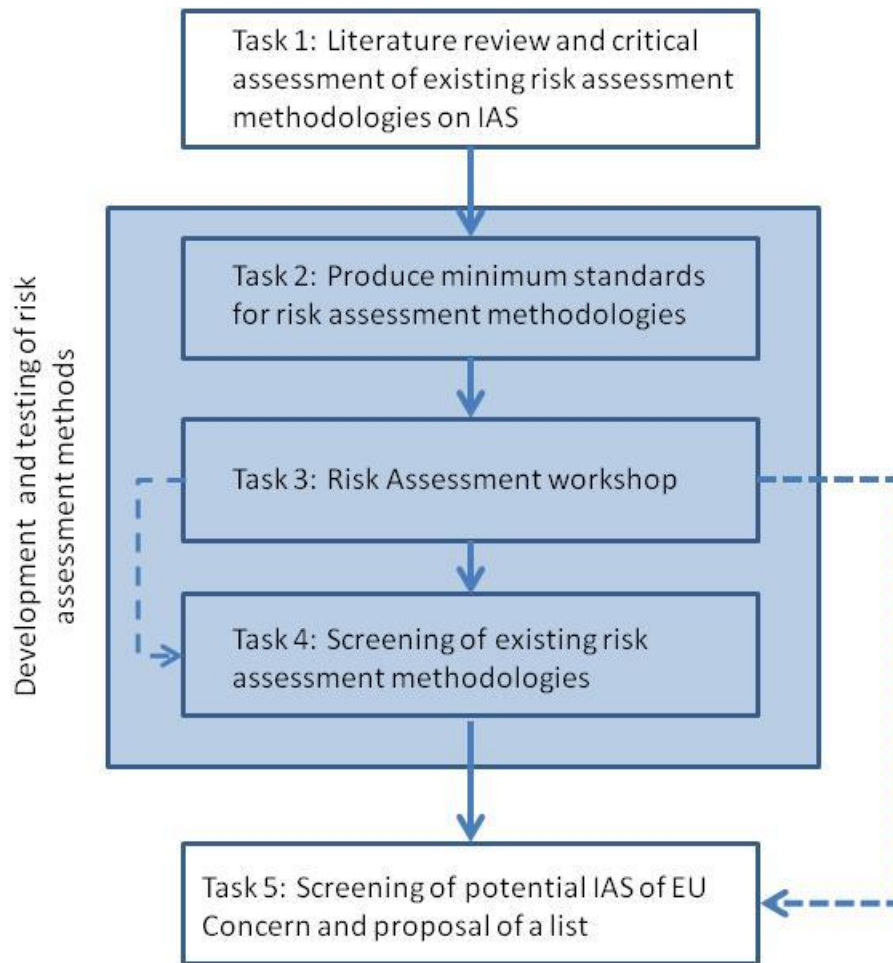 Task 1: Literature review and critical
assessment of existing risk assessment
methodologies on IAS
Development and testing of risk
assessment methods
Task 2: Produce minimum standards
for risk assessment methodologies
Task 3: Risk Assessment workshop
Task 4: Screening of existing risk
assessment methodologies
Task 5: Screening of potential IAS of EU
Concern and proposal of a list